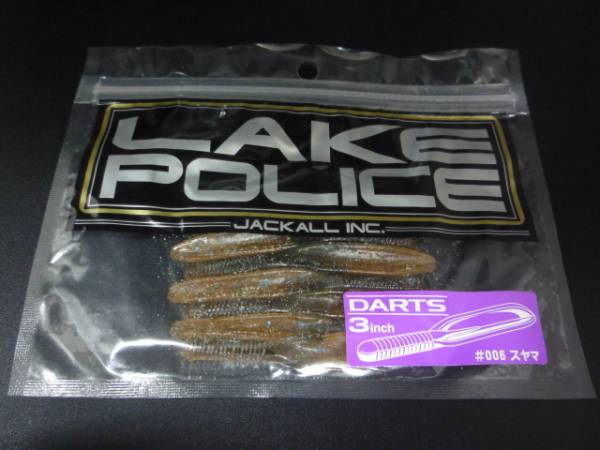 LAKE
POLICE
JACKALL INC.
DARTS
3inch
#006 スヤマ